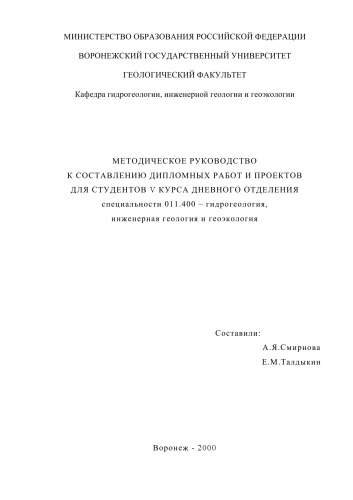 МИНИСТЕРСТВО ОБРАЗОВАНИЯ РОССИЙСКОЙ ФЕДЕРАЦИИ
ВОРОНЕЖСКИЙ ГОСУДАРСТВЕННЫЙ УНИВЕРСИТЕТ
ГЕОЛОГИЧЕСКИЙ ФАКУЛЬТЕТ
Кафедра гидрогеологии, инженерной геологии и геоэкологии
МЕТОДИЧЕСКОЕ РУКОВОДСТВО
К СОСТАВЛЕНИЮ ДИПЛОМНЫХ РАБОТ И ПРОЕКТОВ
ДЛЯ СТУДЕНТОВ V КУРСА ДНЕВНОГО ОТДЕЛЕНИЯ
специальности 011.400 – гидрогеология,
инженерная геология и геоэкология
Составили:
А.Я.Смирнова
Е.М.Талдыкин
Воронеж - 2000